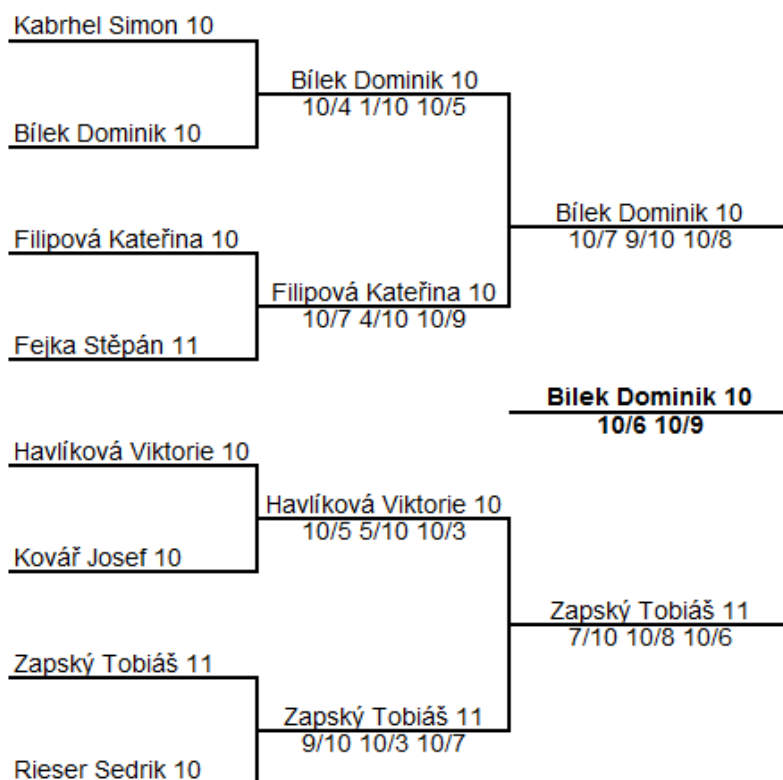 Kabrhel Simon 10
Bílek Dominik 10
10/4 1/10 10/5
Bílek Dominik 10
Bílek Dominik 10
10/7 9/10 10/8
Filipová Kateřina 10
Filipová Kateřina 10
10/7 4/10 10/9
Fejka Stěpán 11
Bílek Dominik 10
10/6 10/9
Havlíková Viktorie 10
Havlíková Viktorie 10
10/5 5/10 10/3
Kovář Josef 10
Zapský Tobiáš 11
7/10 10/8 10/6
Zapský Tobiáš 11
Zapský Tobiáš 11
9/10 10/3 10/7
Rieser Sedrik 10